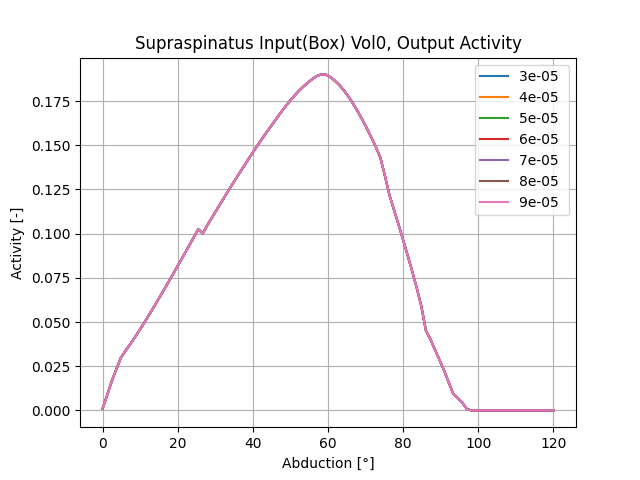 Supraspinatus Input(Box) Vol0, Output Activity
3e-05
4e-05
5e-05
6e-05
7e-05
8e-05
9e-05
Activity [-]
0.175
0.150
0.125
0.100
0.075
0.050
0.025
0.000
0 20 40 60 80 100 120
Abduction [°]